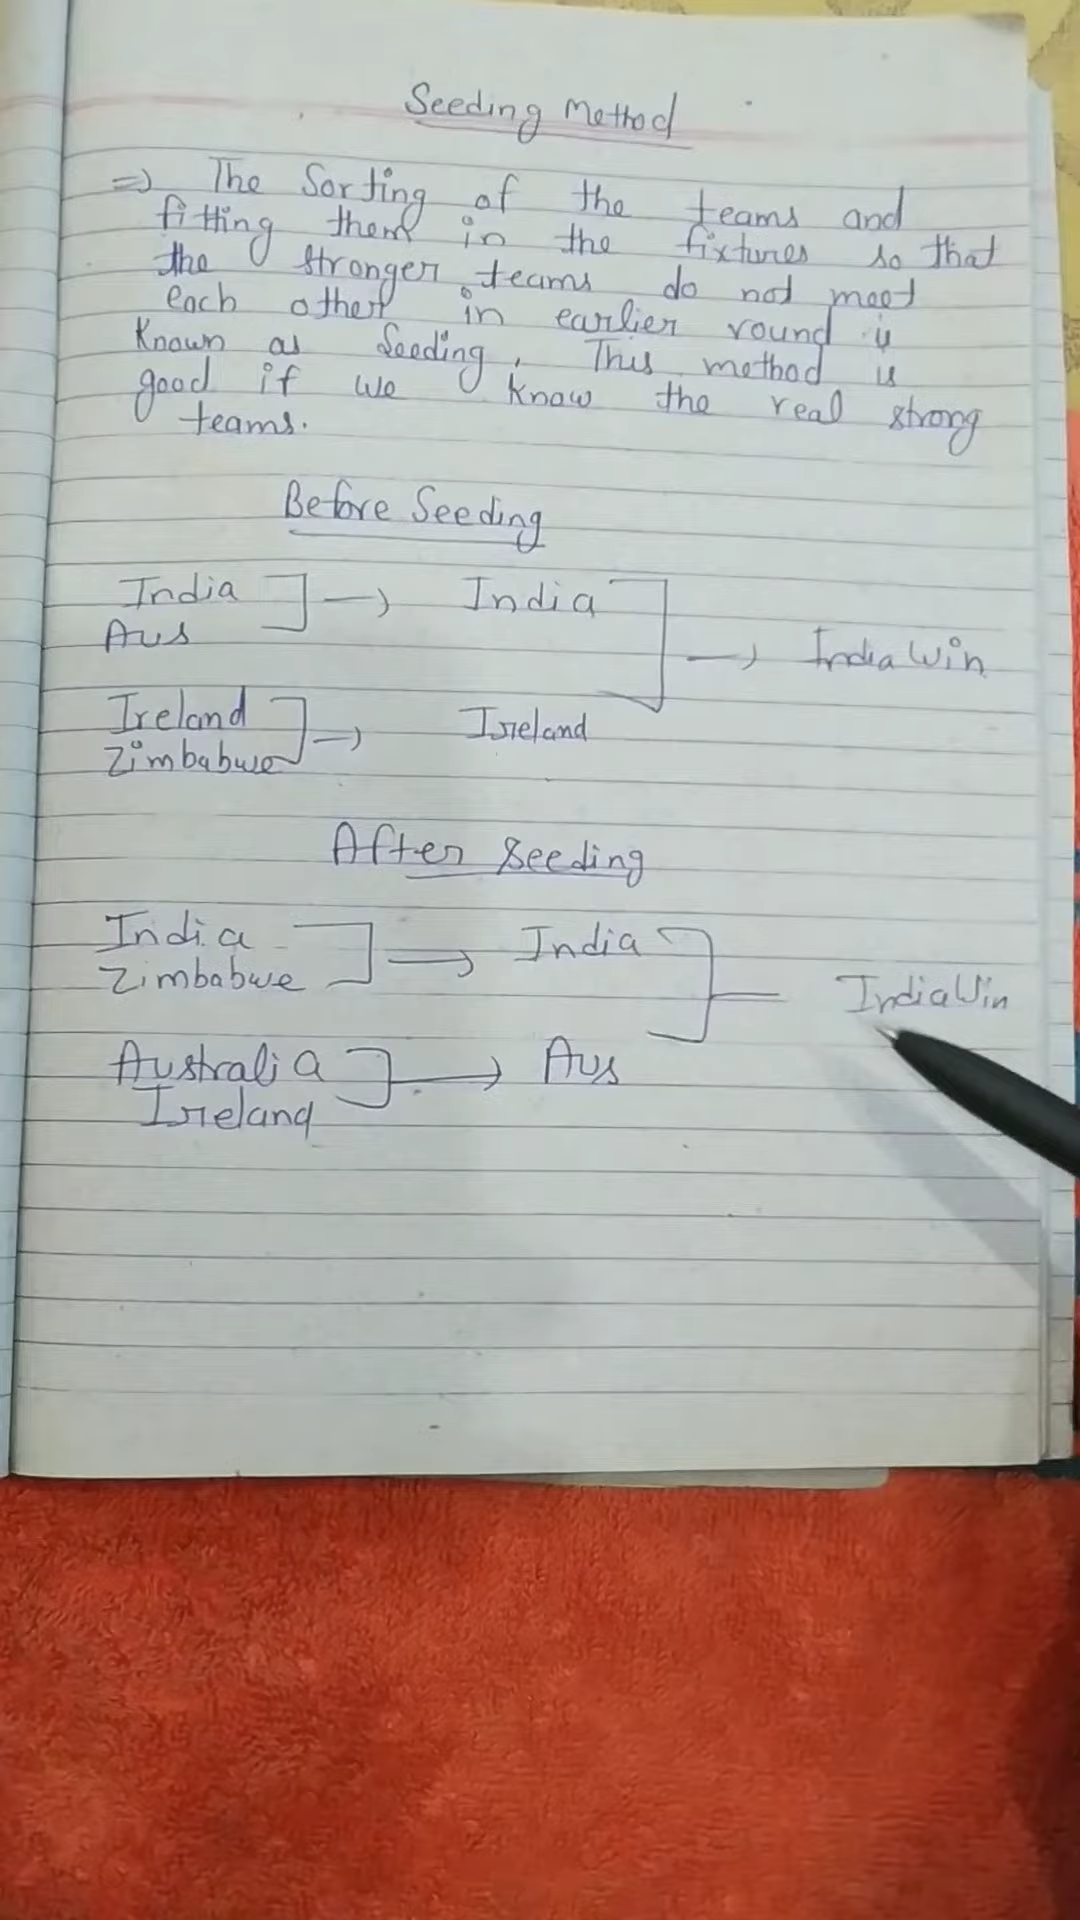 Seeding Method
=> The Sorting of the teams and
fitting them in the fixtures so that
the stronger teams do not meet
each other in earlier round is
Known as Seeding. This method is
good if we know the real strong
teams.
Before Seeding
India → India
Aus
→ India Win
Ireland → Ireland
Zimbabwe
After Seeding
India → India
Zimbabwe
India Win
Australia → Aus
Ireland